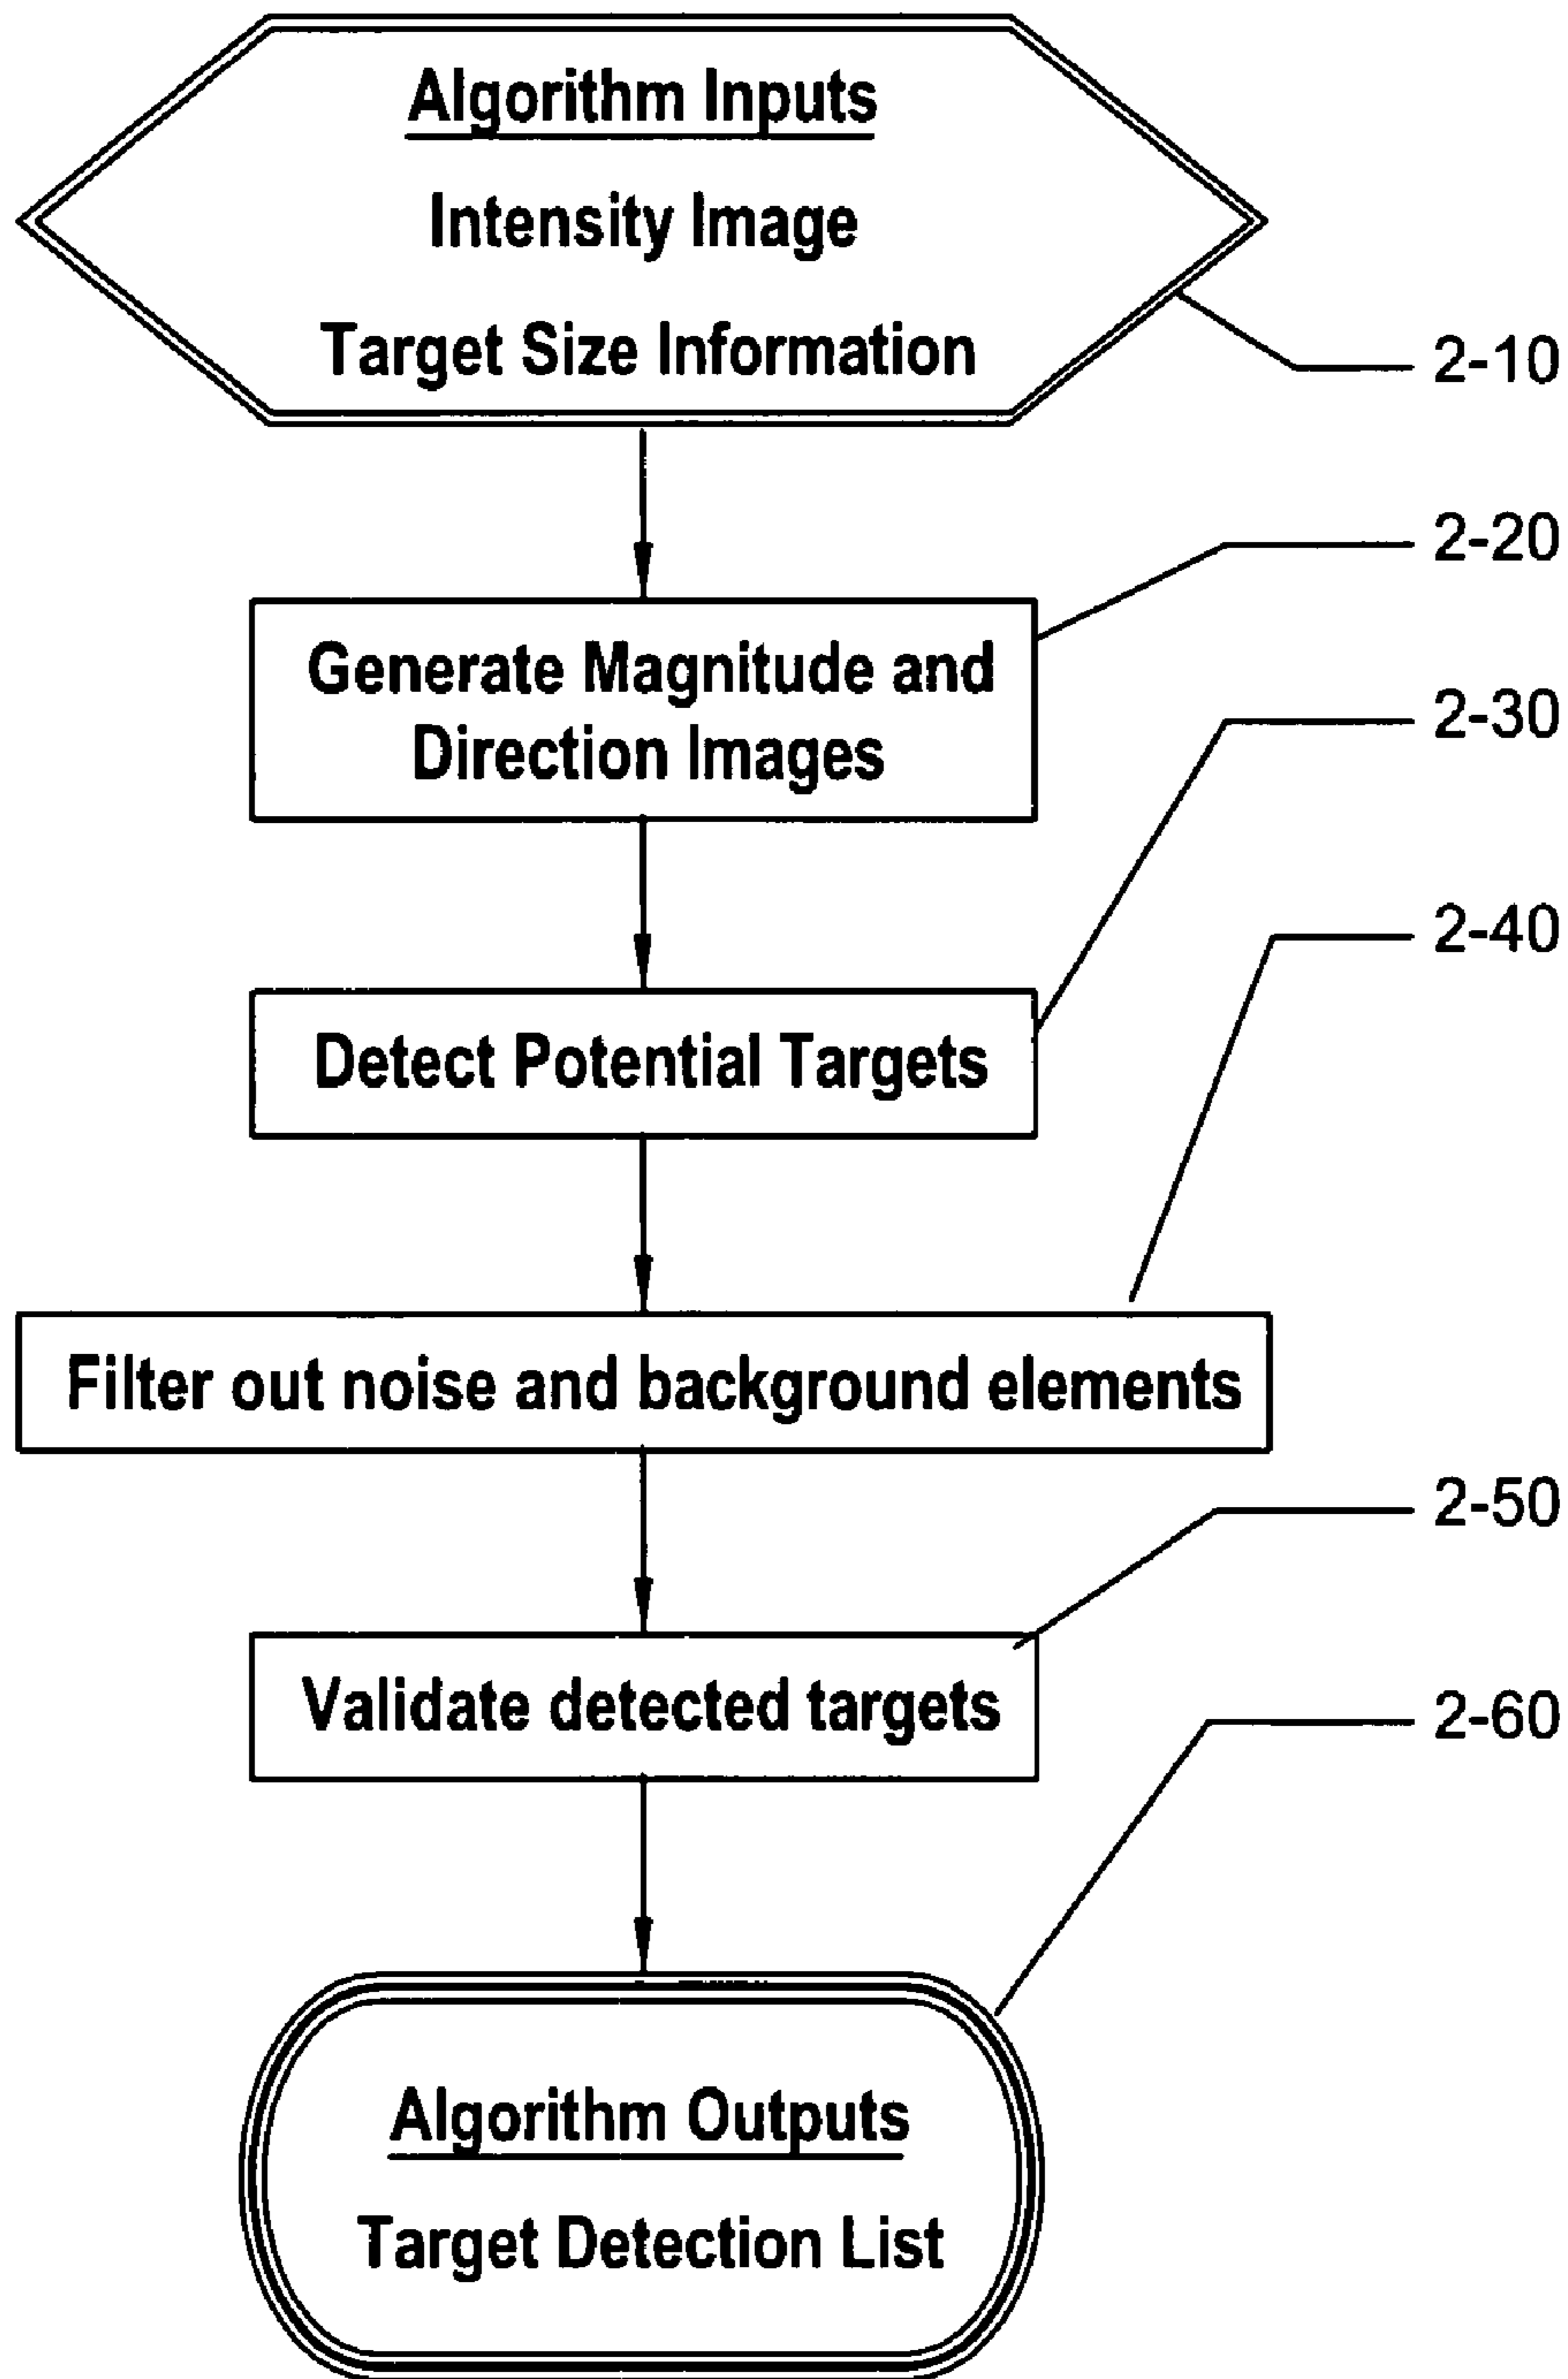 Algorithm Inputs
Intensity Image
Target Size Information
2-10
2-20
Generate Magnitude and
Direction Images
2-30
2-40
Detect Potential Targets
Filter out noise and background elements
2-50
Validate detected targets
2-60
Algorithm Outputs
Target Detection List